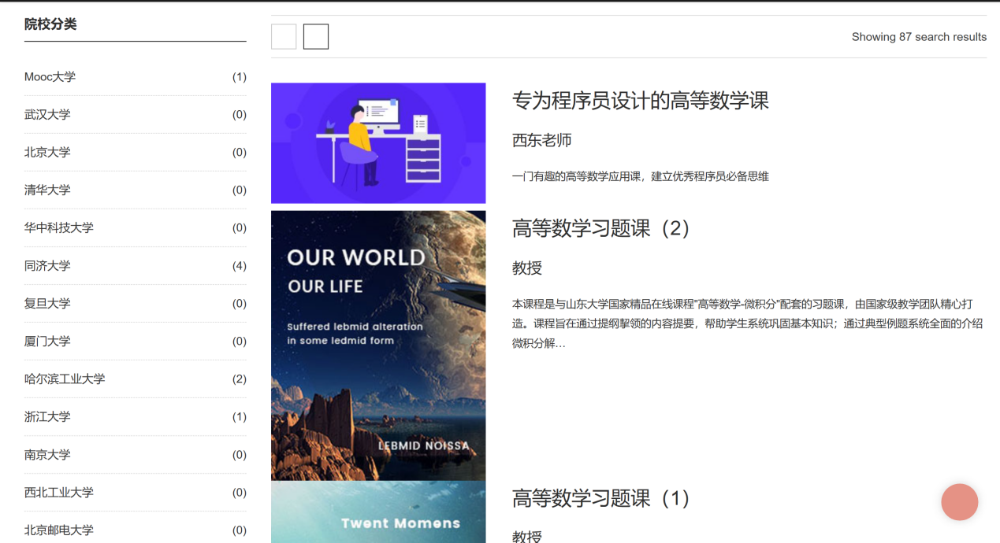 院校分类
Mooc大学 (1)
武汉大学 (0)
北京大学 (0)
清华大学 (0)
华中科技大学 (0)
同济大学 (4)
复旦大学 (0)
厦门大学 (0)
哈尔滨工业大学 (2)
浙江大学 (1)
南京大学 (0)
西北工业大学 (0)
北京邮电大学 (0)
Showing 87 search results
专为程序员设计的高等数学课
西东老师
一门有趣的高等数学应用课，建立优秀程序员必备思维
OUR WORLD
OUR LIFE
Suffered lebmid alteration
in some ledmid form
LEBMID NOISSA
高等数学习题课（2）
教授
本课程是与山东大学国家精品在线课程"高等数学-微积分"配套的习题课，由国家级教学团队精心打
造。课程旨在通过提纲挈领的内容提要，帮助学生系统巩固基本知识；通过典型例题系统全面的介绍
微积分解…
Twent Momens
高等数学习题课（1）
教授